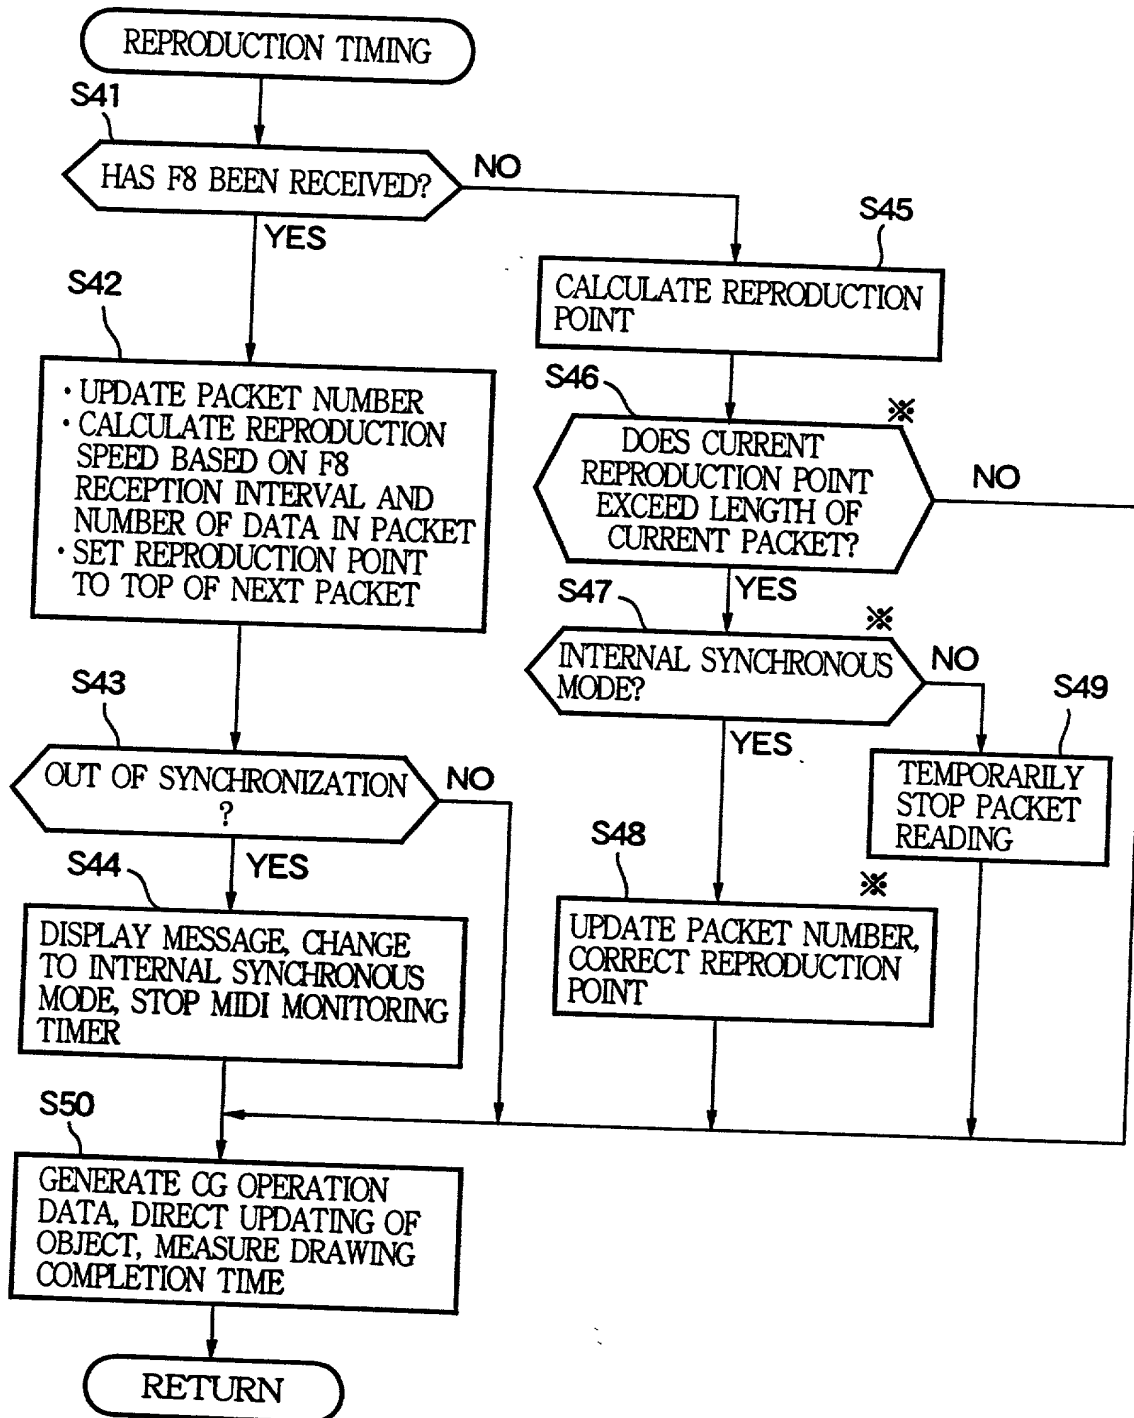 REPRODUCTION TIMING
S41
HAS F8 BEEN RECEIVED?
NO
YES
S42
· UPDATE PACKET NUMBER
· CALCULATE REPRODUCTION
SPEED BASED ON F8
RECEPTION INTERVAL AND
NUMBER OF DATA IN PACKET
· SET REPRODUCTION POINT
TO TOP OF NEXT PACKET
S43
OUT OF SYNCHRONIZATION
?
NO
YES
S44
DISPLAY MESSAGE, CHANGE
TO INTERNAL SYNCHRONOUS
MODE, STOP MIDI MONITORING
TIMER
S45
CALCULATE REPRODUCTION
POINT
S46
※
DOES CURRENT
REPRODUCTION POINT
EXCEED LENGTH OF
CURRENT PACKET?
NO
YES
S47
※
INTERNAL SYNCHRONOUS
MODE?
NO
YES
S49
TEMPORARILY
STOP PACKET
READING
S48
※
UPDATE PACKET NUMBER,
CORRECT REPRODUCTION
POINT
S50
GENERATE CG OPERATION
DATA, DIRECT UPDATING OF
OBJECT, MEASURE DRAWING
COMPLETION TIME
RETURN